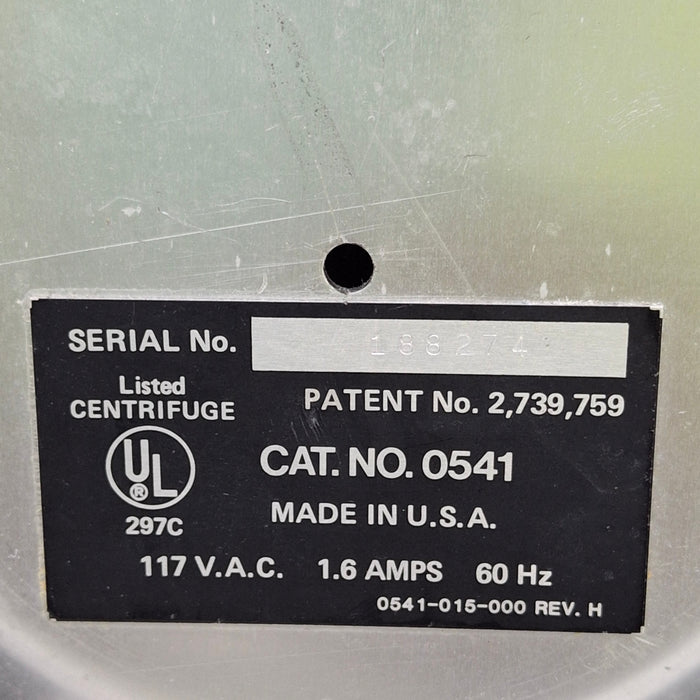 SERIAL No. 188274
Listed
CENTRIFUGE
PATENT No. 2,739,759
UL
®
CAT. NO. 0541
297C
MADE IN U.S.A.
117 V.A.C. 1.6 AMPS 60 Hz
0541-015-000 REV. H